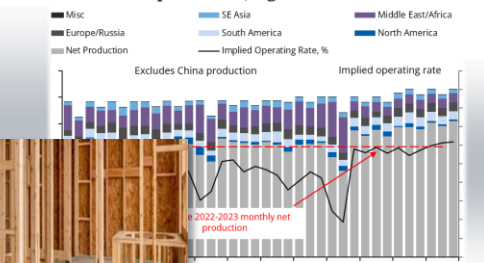 Misc
SE Asia
Middle East/Africa
Europe/Russia
South America
North America
Net Production
Implied Operating Rate, %
Excludes China production
Implied operating rate
2022-2023 monthly net
production